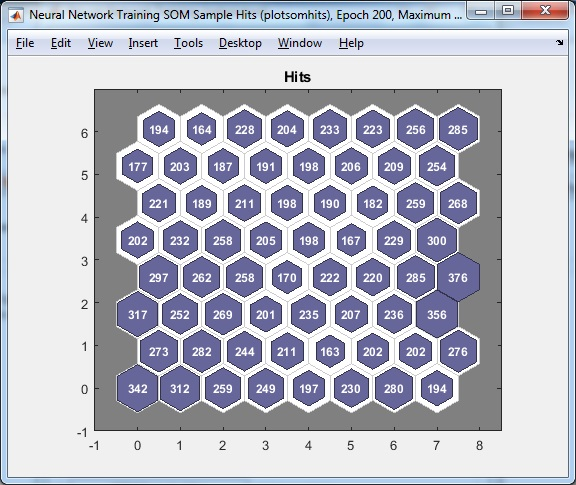 Neural Network Training SOM Sample Hits (plotsomhits), Epoch 200, Maximum ...
File Edit View Insert Tools Desktop Window Help
Hits
6
194 164 228 204 233 223 256 285
5
177 203 187 191 198 206 209 254
4
221 189 211 198 190 182 259 268
202 232 258 205 198 167 229 300
3
297 262 258 170 222 220 285 376
2
317 252 269 201 235 207 236 356
1
273 282 244 211 163 202 202 276
0
342 312 259 249 197 230 280 194
-1
-1 0 1 2 3 4 5 6 7 8